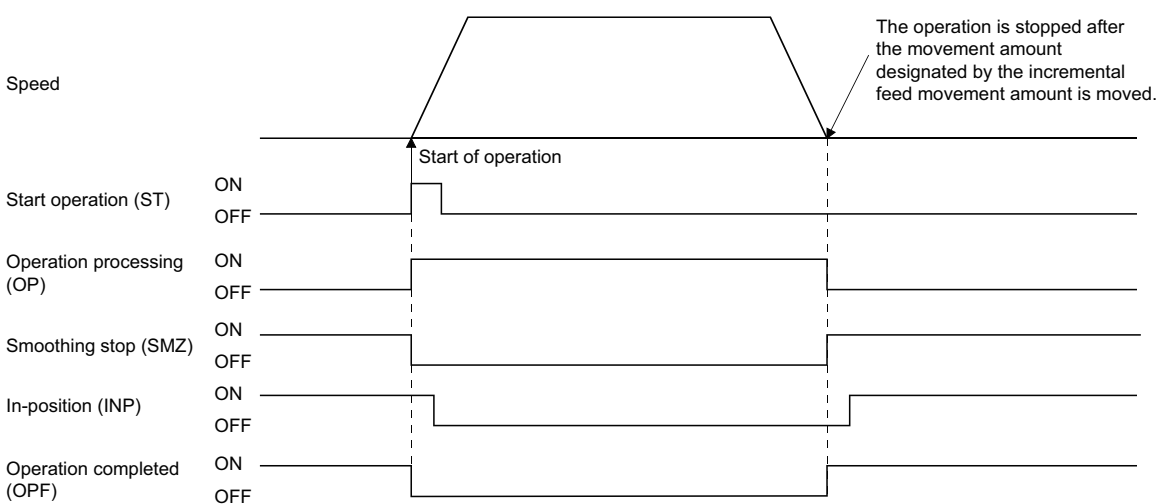 The operation is stopped after
the movement amount
designated by the incremental
feed movement amount is moved.
Speed
Start of operation
Start operation (ST)
ON
OFF
Operation processing
(OP)
ON
OFF
Smoothing stop (SMZ)
ON
OFF
In-position (INP)
ON
OFF
Operation completed
(OPF)
ON
OFF